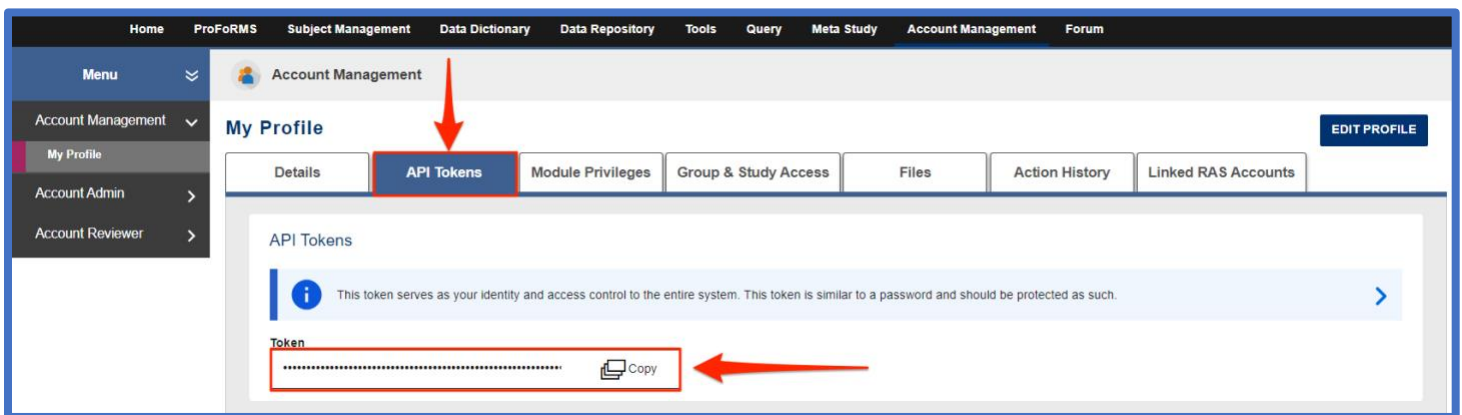 Home ProFoRMS Subject Management Data Dictionary Data Repository Tools Query Meta Study Account Management Forum
Menu
Account Management
Account Management
My Profile
EDIT PROFILE
My Profile
Details API Tokens Module Privileges Group & Study Access Files Action History Linked RAS Accounts
Account Admin
Account Reviewer
API Tokens
This token serves as your identity and access control to the entire system. This token is similar to a password and should be protected as such.
Token
Copy